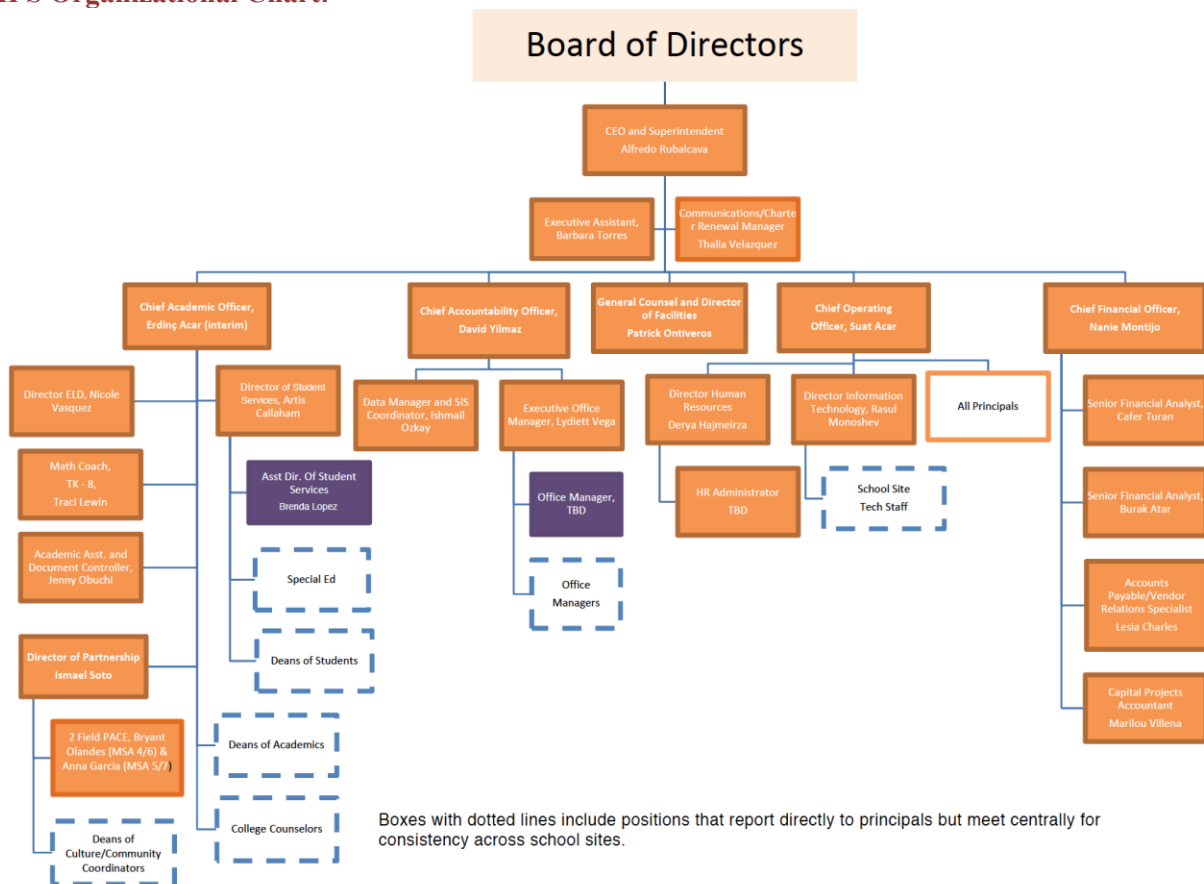 Organizational Chart:
Board of Directors
CEO and Superintendent
Alfredo Rubalcava
Executive Assistant,
Barbara Torres
Communications/Charte
r Renewal Manager
Thalia Velazquez
Chief Academic Officer,
Erdinç Acar (interim)
Chief Accountability Officer,
David Yilmaz
General Counsel and Director
of Facilities
Patrick Ontiveros
Chief Operating
Officer, Suat Acar
Chief Financial Officer,
Nanie Montijo
Director ELD, Nicole
Vasquez
Director of Student
Services, Artis
Callaham
Data Manager and SIS
Coordinator, Ishmail
Ozkay
Executive Office
Manager, Lydiett Vega
Director Human
Resources
Derya Hajmeirza
Director Information
Technology, Rasul
Monoshev
All Principals
Senior Financial Analyst,
Cafer Turan
Math Coach,
TK - 8,
Traci Lewin
Asst Dir. Of Student
Services
Brenda Lopez
Office Manager,
TBD
HR Administrator
TBD
School Site
Tech Staff
Senior Financial Analyst,
Burak Atar
Academic Asst. and
Document Controller,
Jenny Obuchi
Special Ed
Office
Managers
Accounts
Payable/Vendor
Relations Specialist
Lesia Charles
Director of Partnership
Ismael Soto
Deans of Students
Capital Projects
Accountant
Marilou Villena
2 Field PACE, Bryant
Olandes (MSA 4/6) &
Anna Garcia (MSA 5/7)
Deans of Academics
Deans of
Culture/Community
Coordinators
College Counselors
Boxes with dotted lines include positions that report directly to principals but meet centrally for
consistency across school sites.